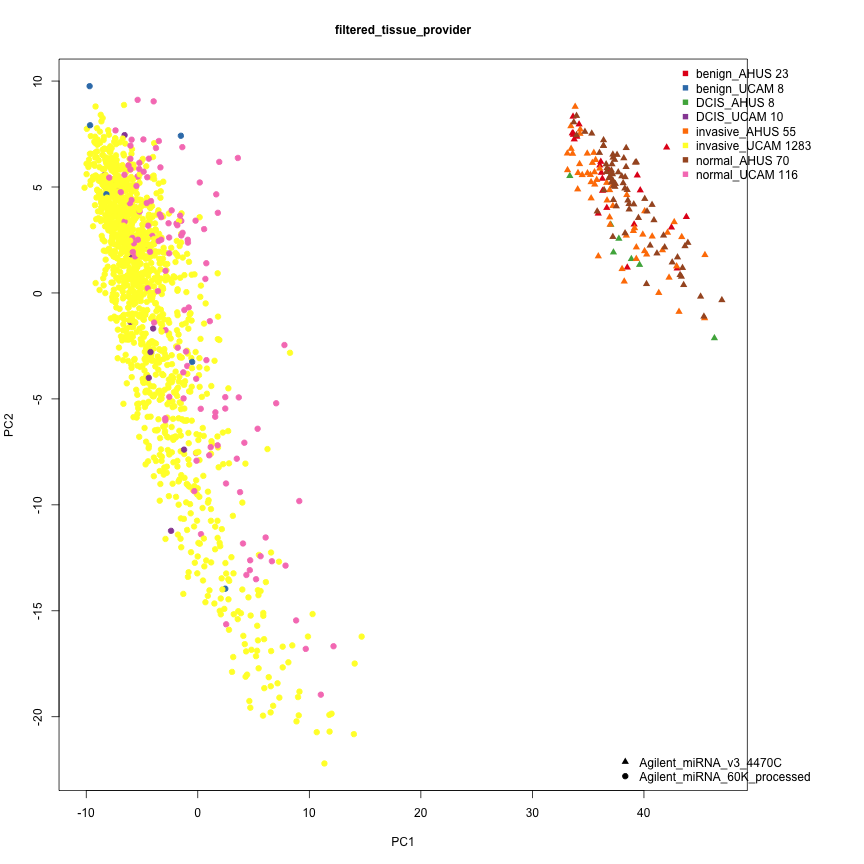 filtered_tissue_provider
benign_AHUS 23
benign_UCAM 8
DCIS_AHUS 8
DCIS_UCAM 10
invasive_AHUS 55
invasive_UCAM 1283
normal_AHUS 70
normal_UCAM 116
10
5
0
-5
-10
-15
-20
PC2
Agilent_miRNA_v3_4470C
Agilent_miRNA_60K_processed
-10 0 10 20 30 40
PC1